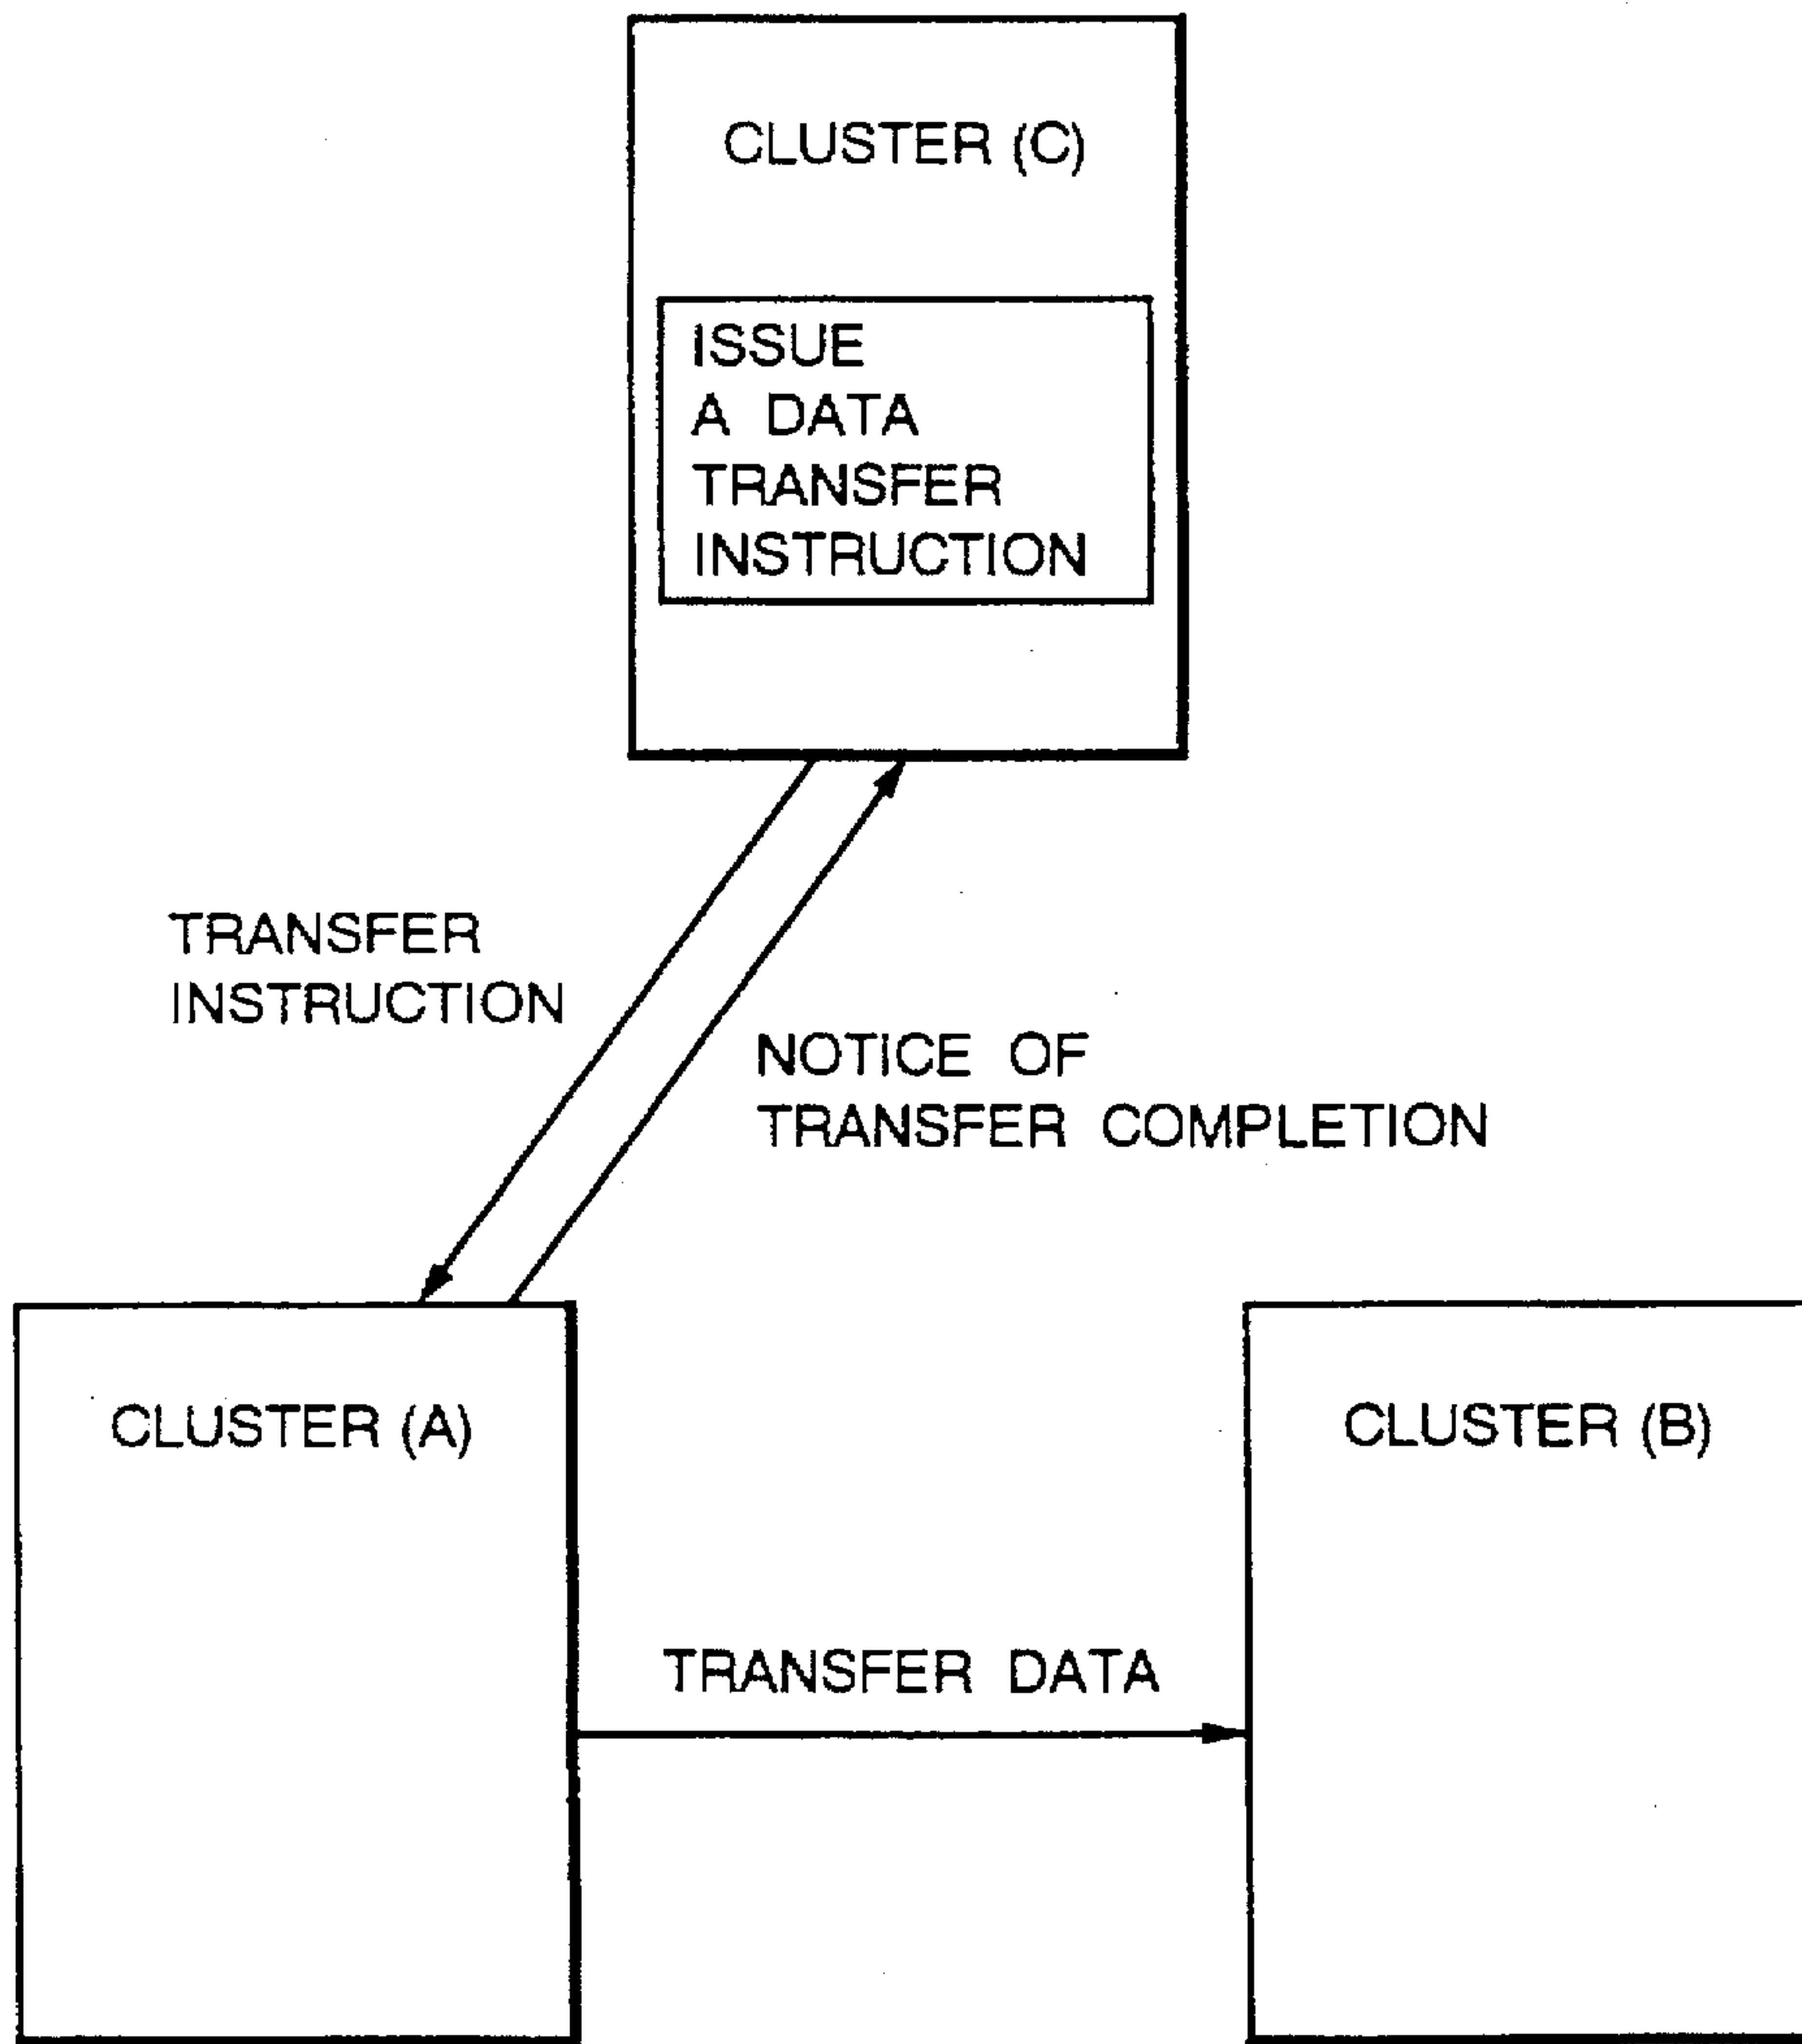 CLUSTER (C)
ISSUE
A DATA
TRANSFER
INSTRUCTION
TRANSFER
INSTRUCTION
NOTICE OF
TRANSFER COMPLETION
CLUSTER (A)
CLUSTER (B)
TRANSFER DATA